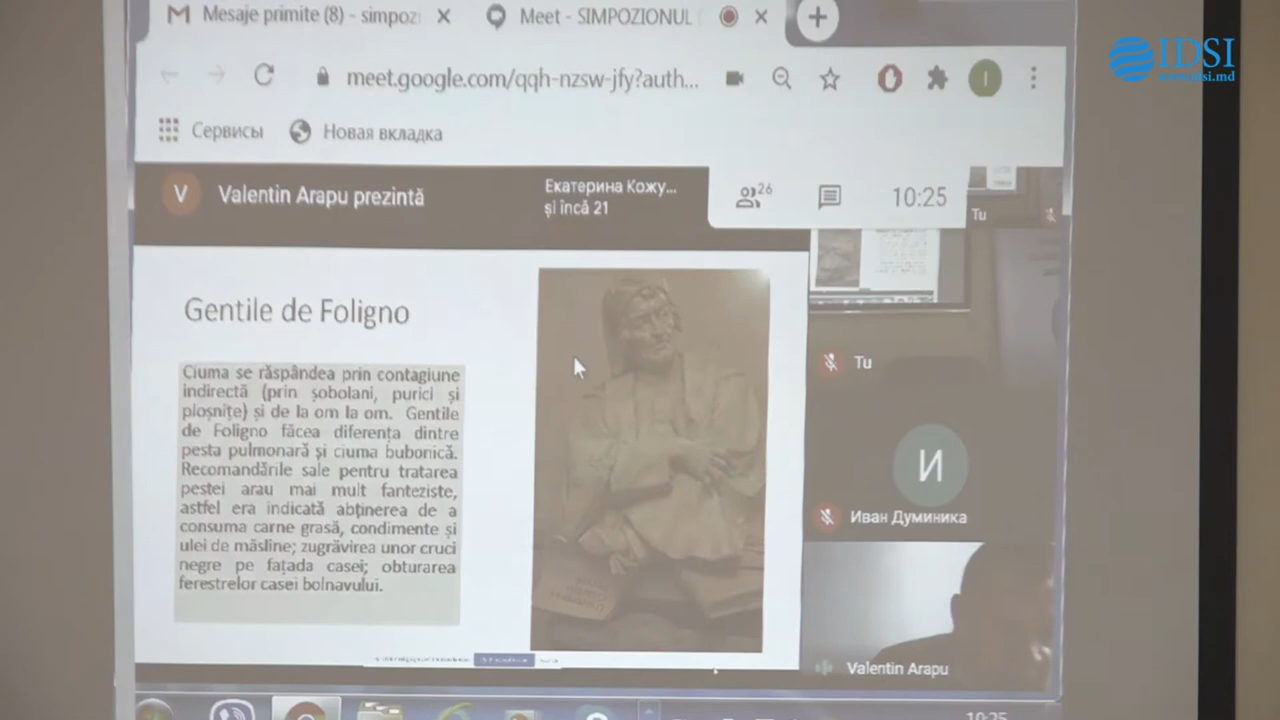 Mesaje primite (8) - simpoz
Meet - SIMPOZIONUL
IDSI
www.idsi.md
meet.google.com/qqh-nzsw-jfy?auth...
I
Сервисы
Новая вкладка
V
Valentin Arapu prezintă
Екатерина Кожу...
și încă 21
26
10:25
Tu
Gentile de Foligno
Ciuma se răspândea prin contagiune
indirectă (prin șobolani, purici și
ploșnițe) și de la om la om. Gentile
de Foligno făcea diferența dintre
pesta pulmonară și ciuma bubonică.
Recomandările sale pentru tratarea
pestei arau mai mult fanteziste,
astfel era indicată abținerea de a
consuma carne grasă, condimente și
ulei de măsline; zugrăvirea unor cruci
negre pe fațada casei; obturarea
ferestrelor casei bolnavului.
Tu
И
Иван Думиника
Valentin Arapu
10:25